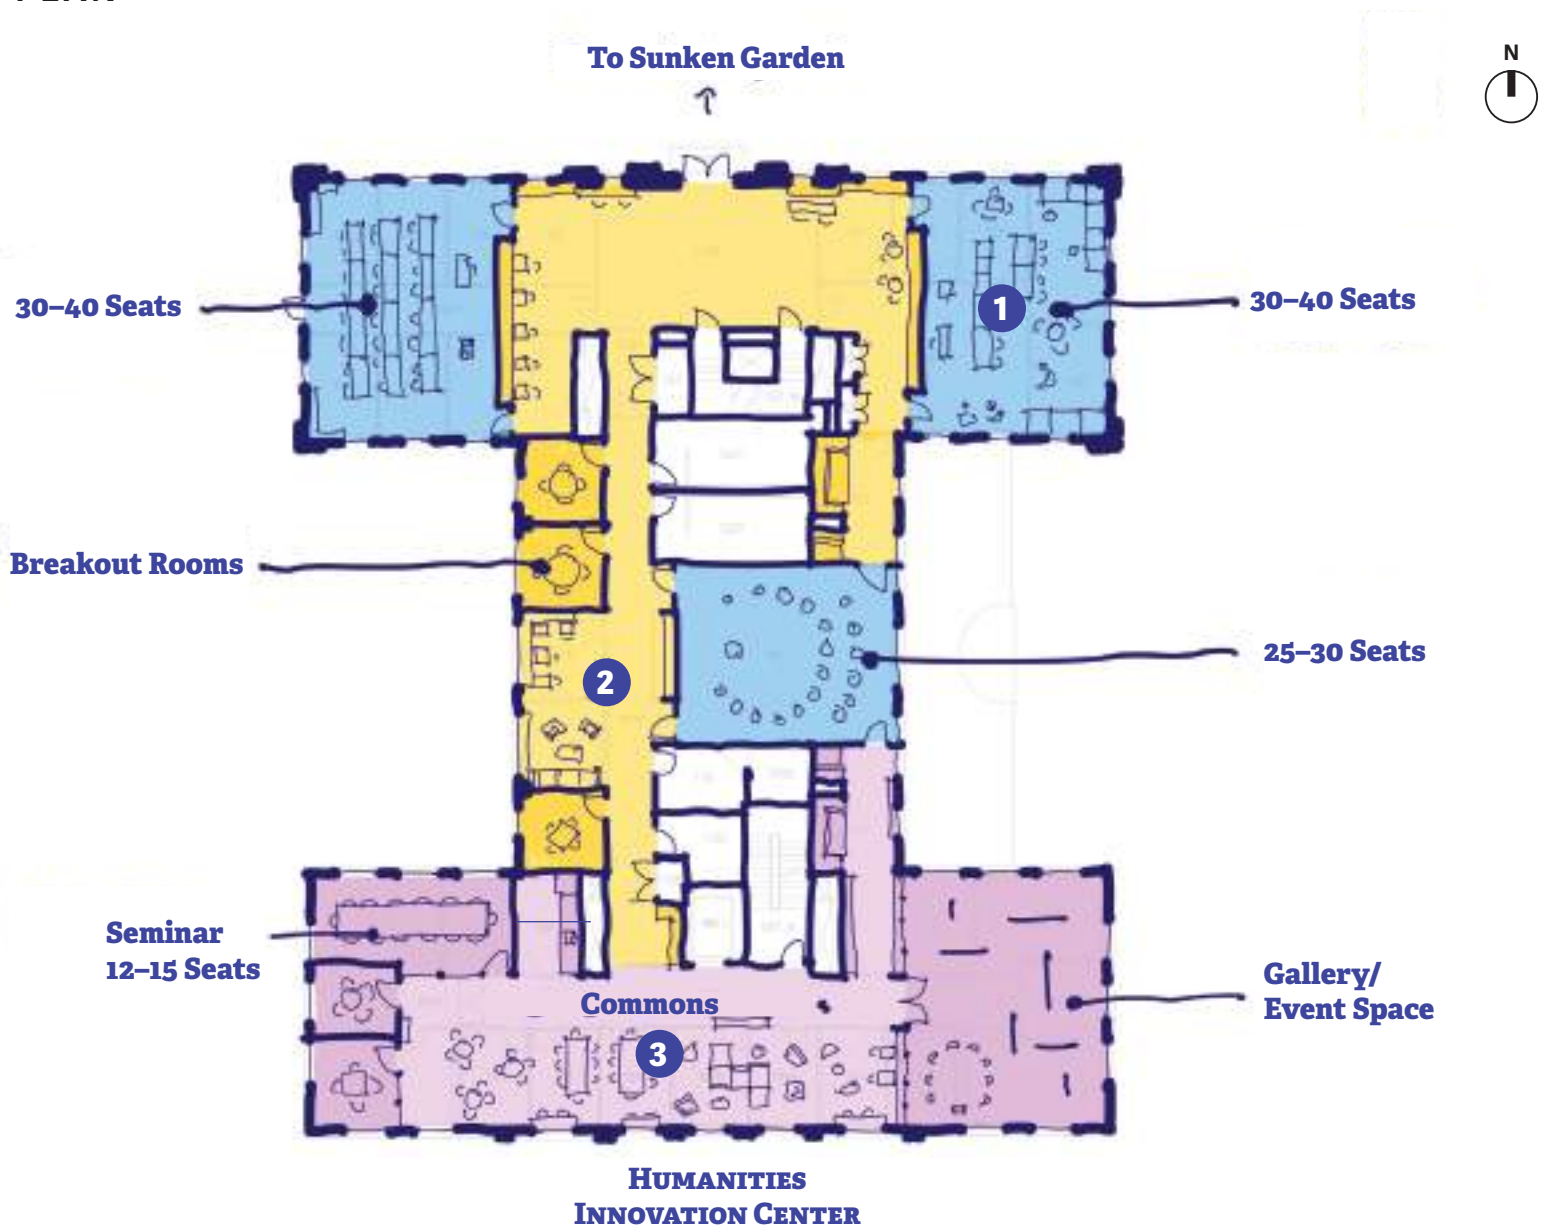 To Sunken Garden
N
30–40 Seats
1
30–40 Seats
Breakout Rooms
25–30 Seats
2
Seminar
12–15 Seats
Commons
Gallery/
Event Space
3
Humanities
Innovation Center